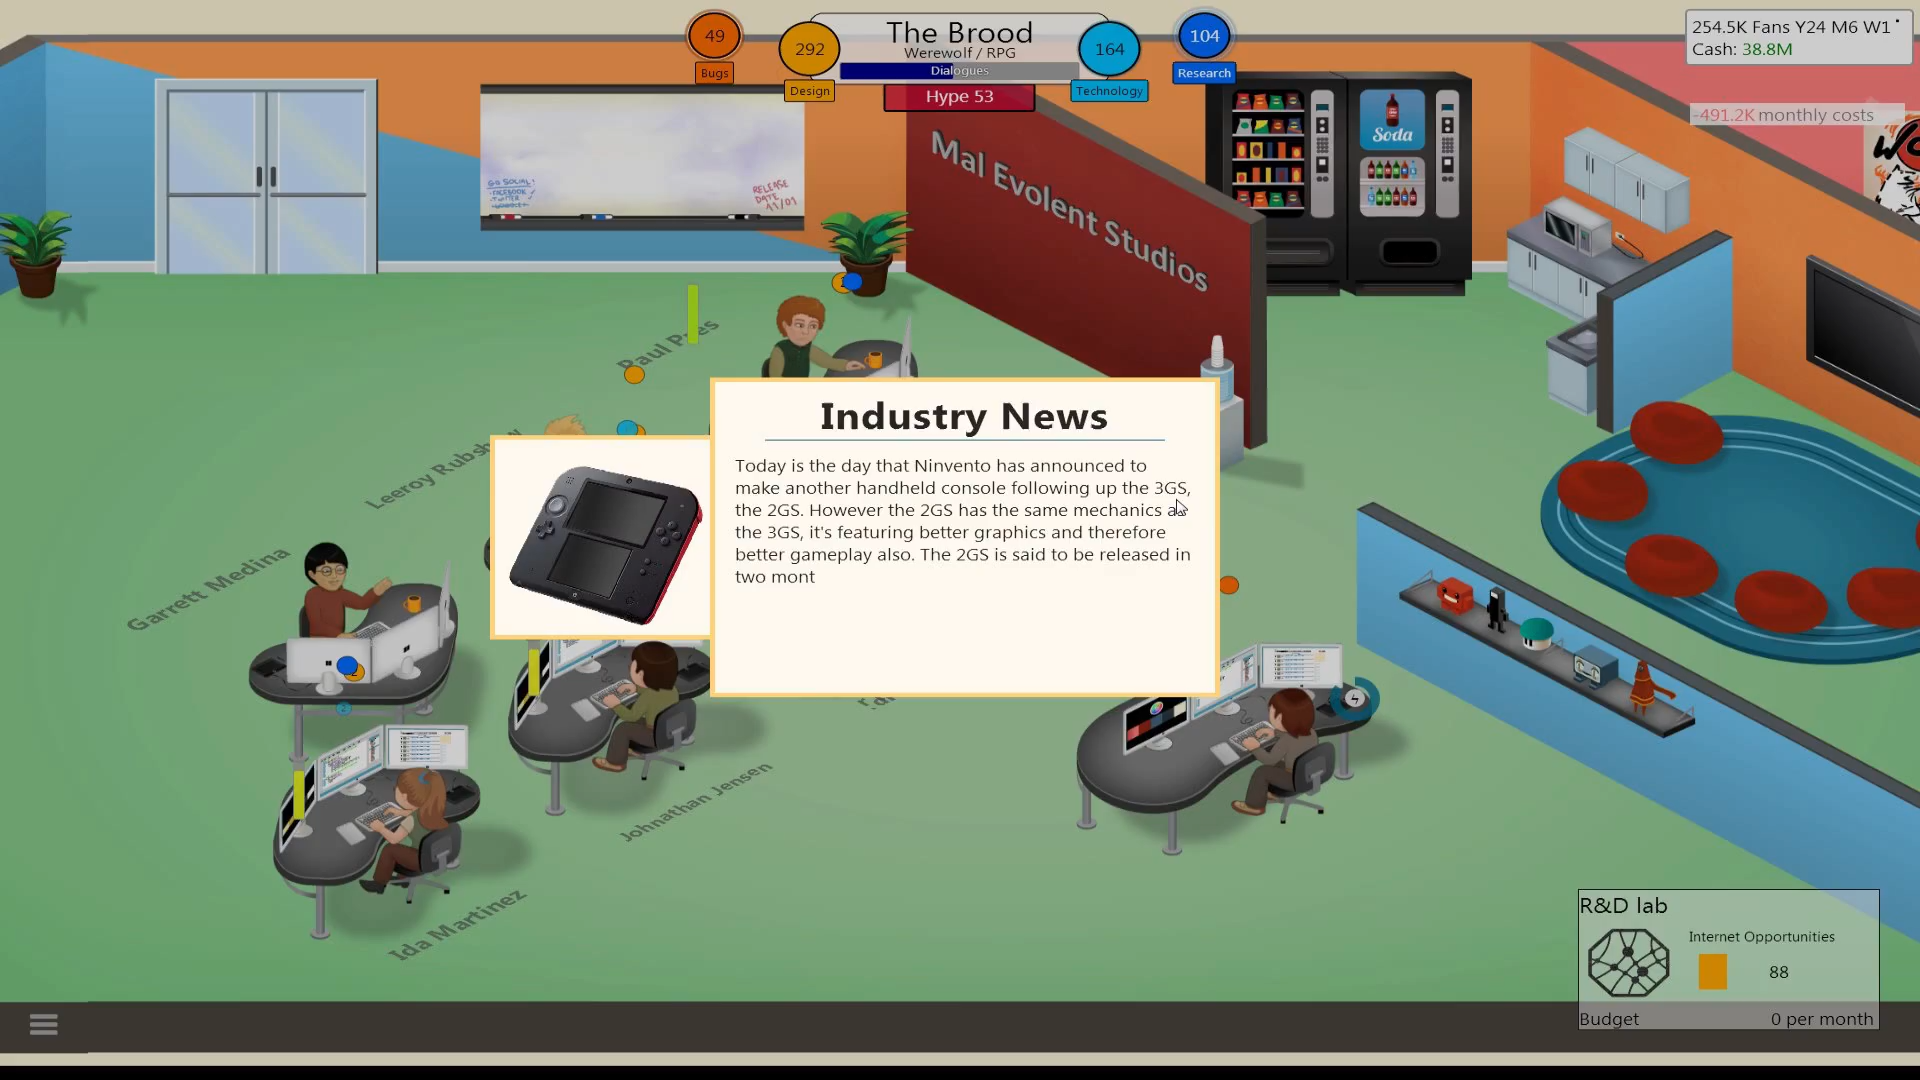 49
Bugs
292
Design
The Brood
Werewolf / RPG
Dialogues
Hype 53
164
Technology
104
Research
254.5K Fans Y24 M6 W1
Cash: 38.8M
-491.2K monthly costs
GO SOCIAL:
RELEASE
DATE
11/01
Mal Evolent Studios
Soda
Garrett Medina
Johnathan Jensen
Ida Martinez
Industry News
Today is the day that Ninvento has announced to
make another handheld console following up the 3GS,
the 2GS. However the 2GS has the same mechanics as
the 3GS, it's featuring better graphics and therefore
better gameplay also. The 2GS is said to be released in
two mont
R&D lab
Internet Opportunities
88
Budget
0 per month